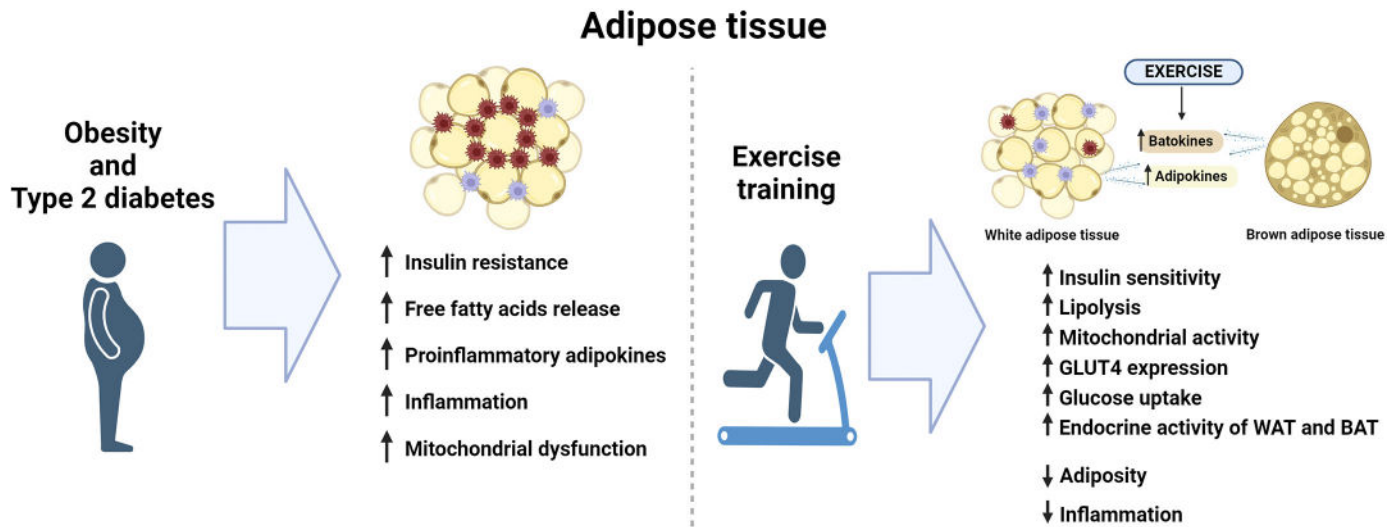 Adipose tissue
Obesity
and
Type 2 diabetes
↑ Insulin resistance
↑ Free fatty acids release
↑ Proinflammatory adipokines
↑ Inflammation
↑ Mitochondrial dysfunction
Exercise
training
EXERCISE
↑ Batokines
↑ Adipokines
White adipose tissue
Brown adipose tissue
↑ Insulin sensitivity
↑ Lipolysis
↑ Mitochondrial activity
↑ GLUT4 expression
↑ Glucose uptake
↑ Endocrine activity of WAT and BAT
↓ Adiposity
↓ Inflammation